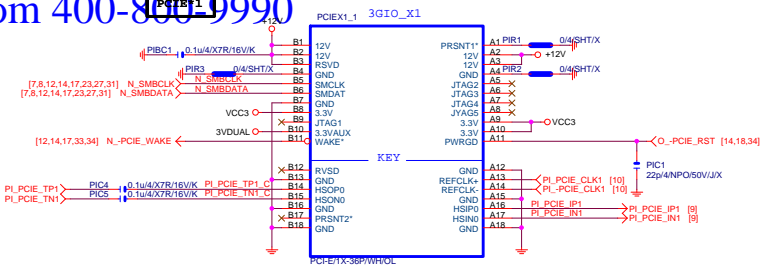 om 400-800-9990
PCIE*1
PCIEX1_1
3GIO_X1
+12V
PIBC1
0.1u/4/X7R/16V/K
PIR3
0/4/SHT/X
[7,8,12,14,17,23,27,31] N_SMBCLK
N_SMBCLK
[7,8,12,14,17,23,27,31] N_SMBDATA
N_SMBDATA
VCC3
3VDUAL
[12,14,17,33,34] N_-PCIE_WAKE
PI_PCIE_TP1
PIC4
0.1u/4/X7R/16V/K
PI_PCIE_TP1_C
PI_PCIE_TN1
PIC5
0.1u/4/X7R/16V/K
PI_PCIE_TN1_C
B1 12V
B2 12V
B3 RSVD
B4 GND
B5 SMCLK
B6 SMDAT
B7 GND
B8 3.3V
B9 JTAG1
B10 3.3VAUX
B11 WAKE*
KEY
B12 RVSD
B13 GND
B14 HSOP0
B15 HSON0
B16 GND
B17 PRSNT2*
B18 GND
PRSNT1* A1
12V A2
12V A3
GND A4
JTAG2 A5
JTAG3 A6
JTAG4 A7
JYAG5 A8
3.3V A9
3.3V A10
PWRGD A11
GND A12
REFCLK+ A13
REFCLK- A14
GND A15
HSIP0 A16
HSIN0 A17
GND A18
PIR1
0/4/SHT/X
+12V
PIR2
0/4/SHT/X
VCC3
O_-PCIE_RST [14,18,34]
PIC1
22p/4/NPO/50V/J/X
PI_PCIE_CLK1 [10]
PI_-PCIE_CLK1 [10]
PI_PCIE_IP1
PI_PCIE_IP1 [9]
PI_PCIE_IN1
PI_PCIE_IN1 [9]
PCI-E/1X-36P/WH/OL